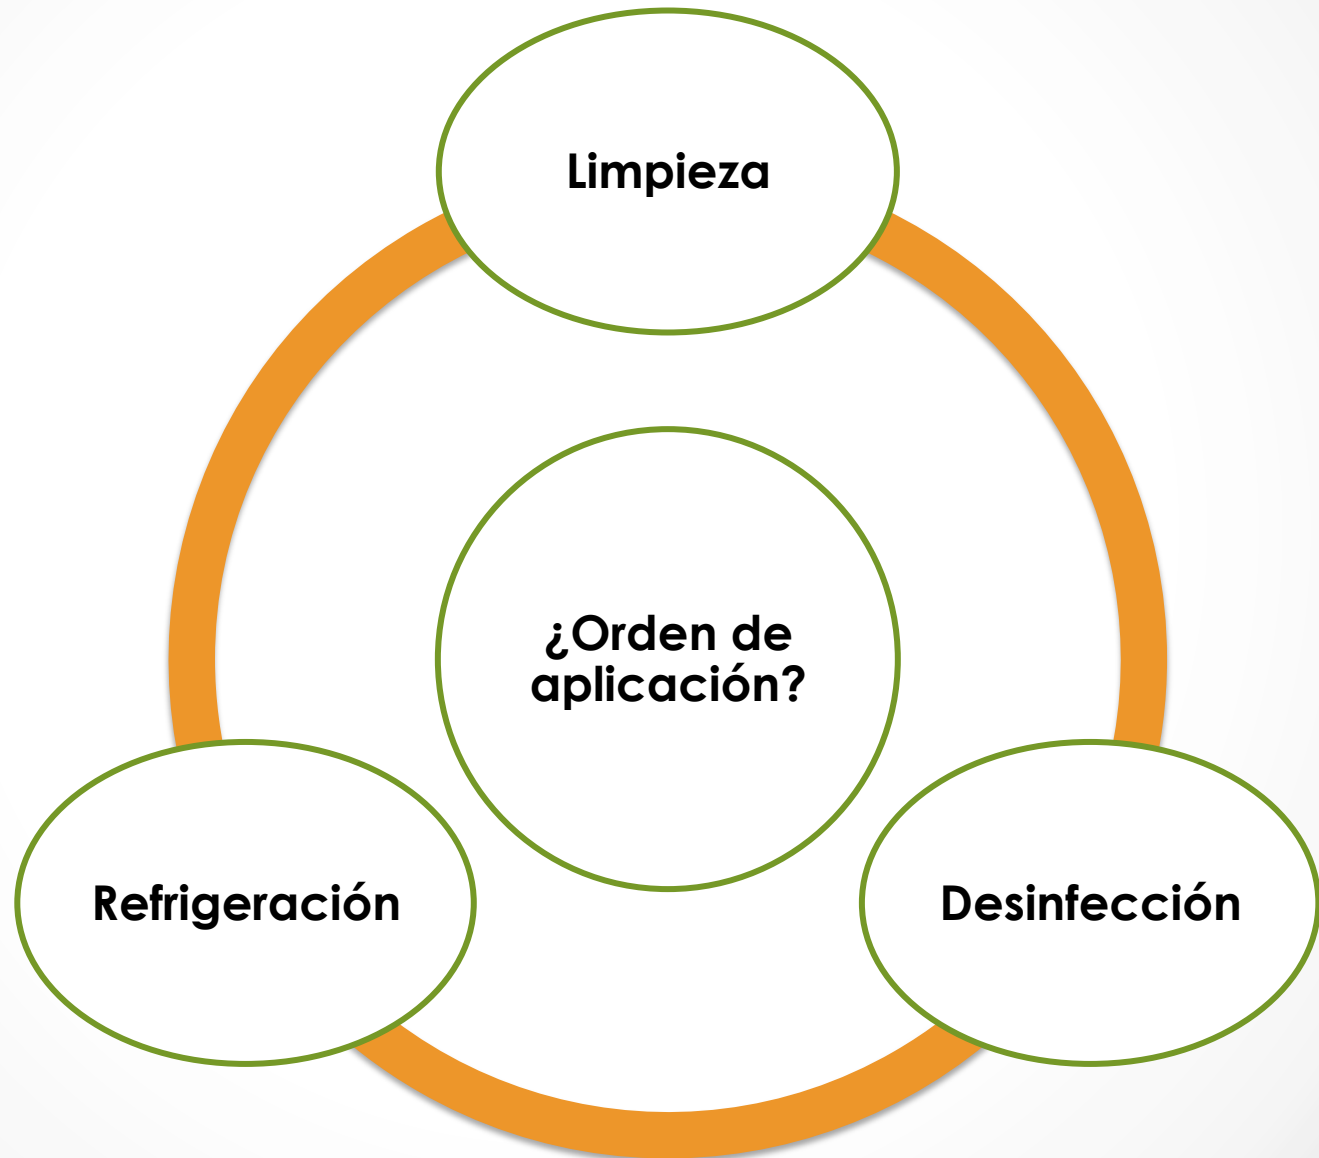 Limpieza
¿Orden de
aplicación?
Refrigeración
Desinfección